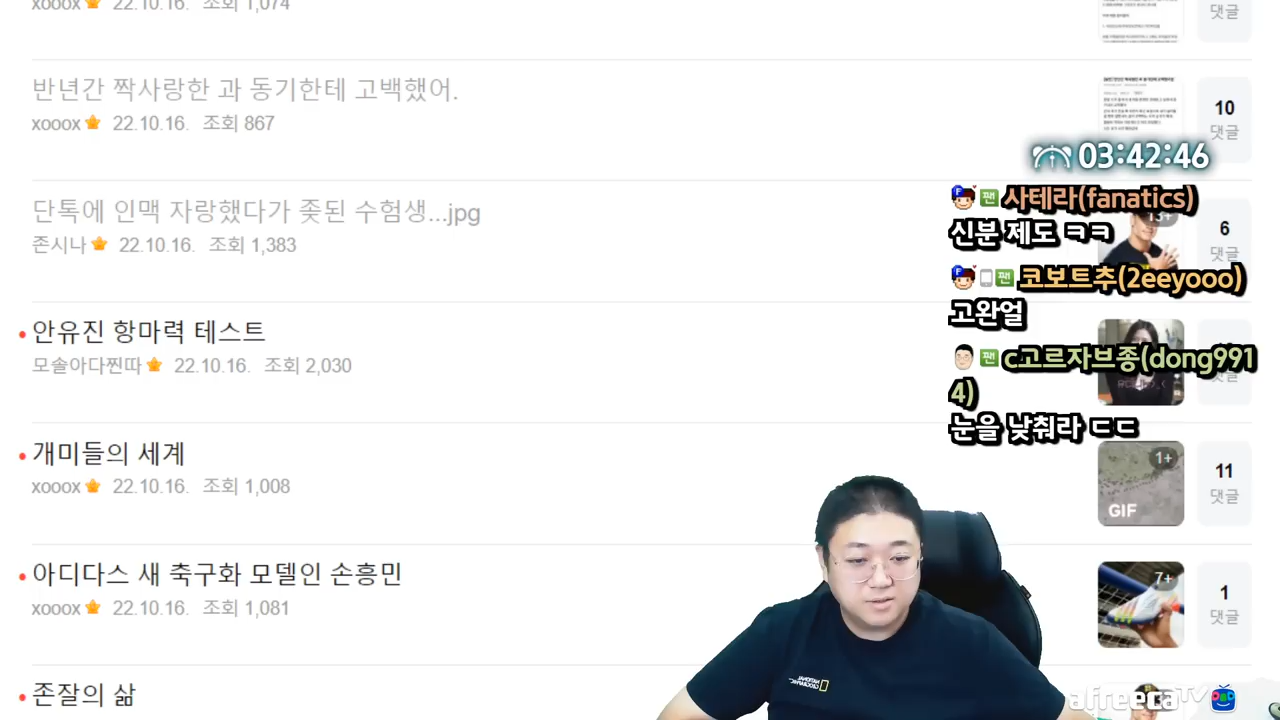 xooox 22.10.16. 조회 1,074
댓글
반년간 짝사랑한 과 동기한테 고백했어.
xooox 22.10.16. 조회 867
10
댓글
03:42:46
단톡에 인맥 자랑했다가 좆된 수험생...jpg
존시나 22.10.16. 조회 1,383
13+
6
댓글
팬 사테라(fanatics)
신분 제도 ㅋㅋ
팬 코보트추(2eeyooo)
고완얼
팬 c고르자브종(dong991
4)
눈을 낮춰라 ㄷㄷ
안유진 항마력 테스트
모솔아다찐따 22.10.16. 조회 2,030
댓글
개미들의 세계
xooox 22.10.16. 조회 1,008
1+
GIF
11
댓글
아디다스 새 축구화 모델인 손흥민
xooox 22.10.16. 조회 1,081
7+
1
댓글
NATIONAL
GEOGRAPHIC
존잘의 삶
afreecaTV